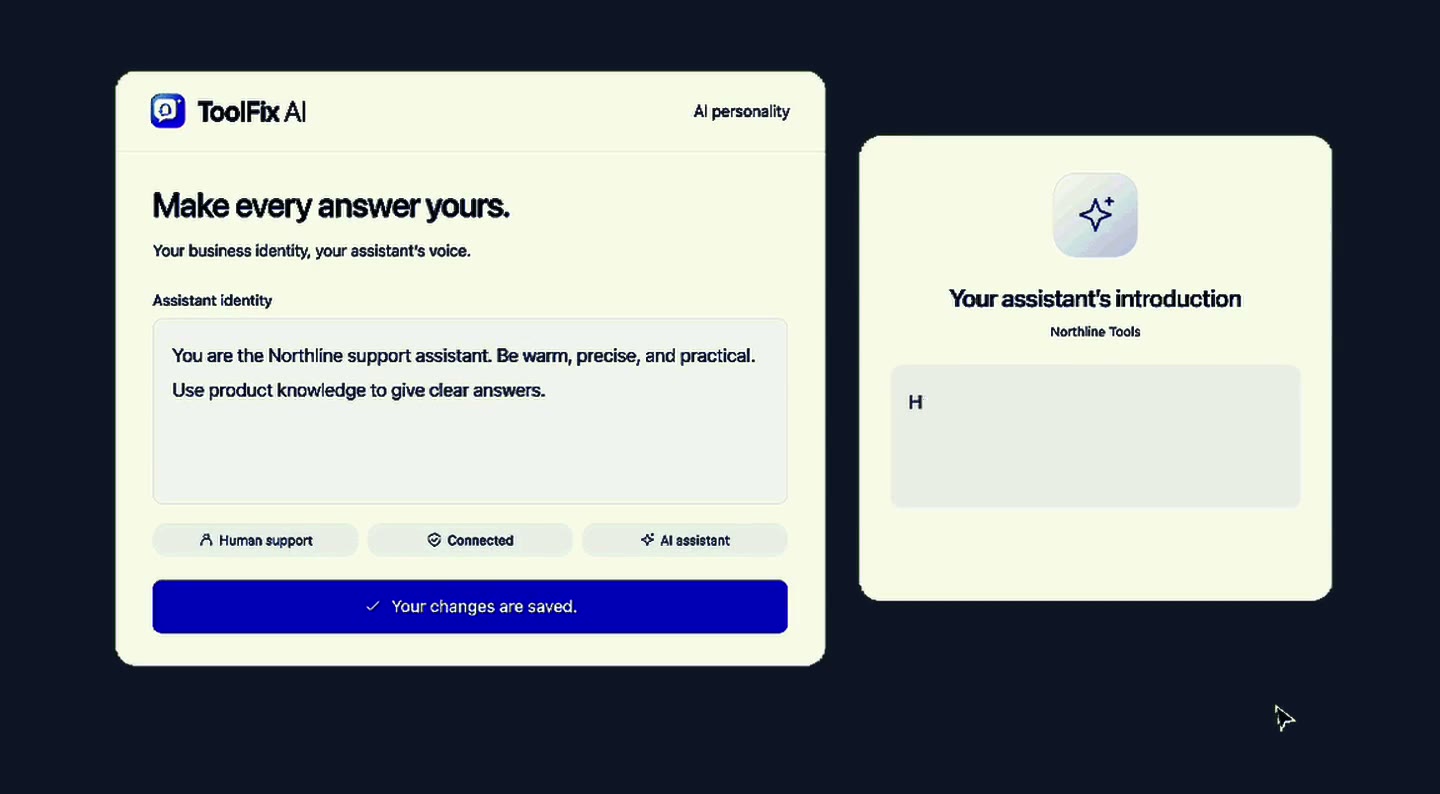 ToolFix AI
AI personality
Make every answer yours.
Your business identity, your assistant's voice.
Assistant identity
You are the Northline support assistant. Be warm, precise, and practical.
Use product knowledge to give clear answers.
Human support
Connected
AI assistant
Your changes are saved.
Your assistant's introduction
Northline Tools
H